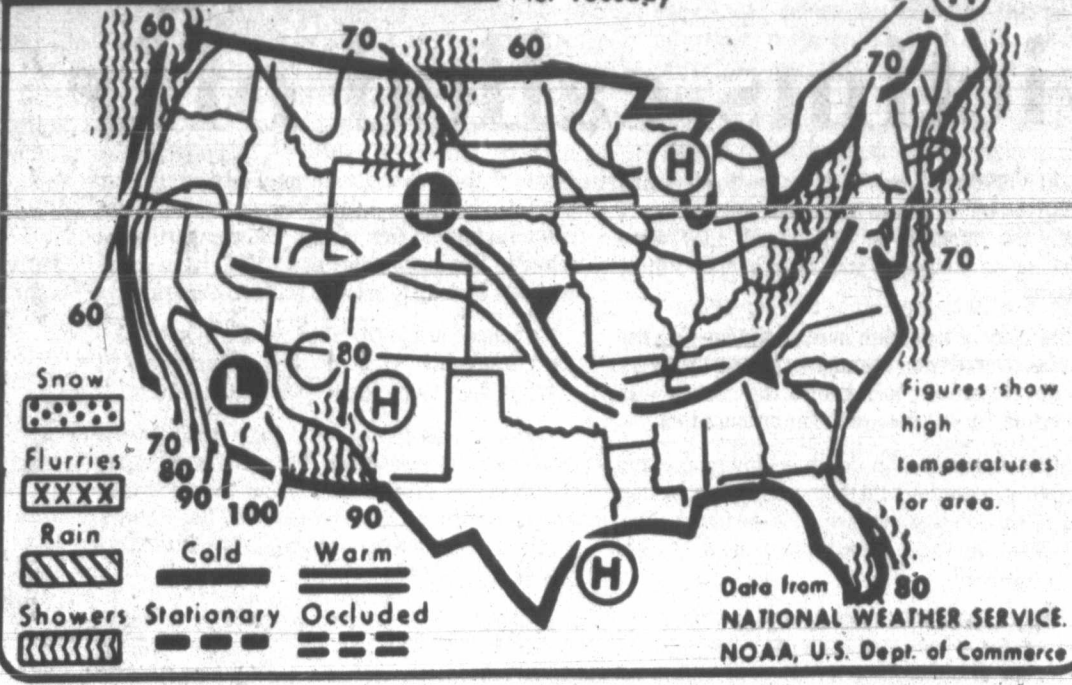 60
70
60
70
H
L
70
60
80
L
H
Snow
Flurries
XXXX
Rain
Showers
70
80
90
100
90
Cold
Warm
Stationary
Occluded
H
80
Figures show
high
temperatures
for area.
Data from
NATIONAL WEATHER SERVICE.
NOAA, U.S. Dept. of Commerce